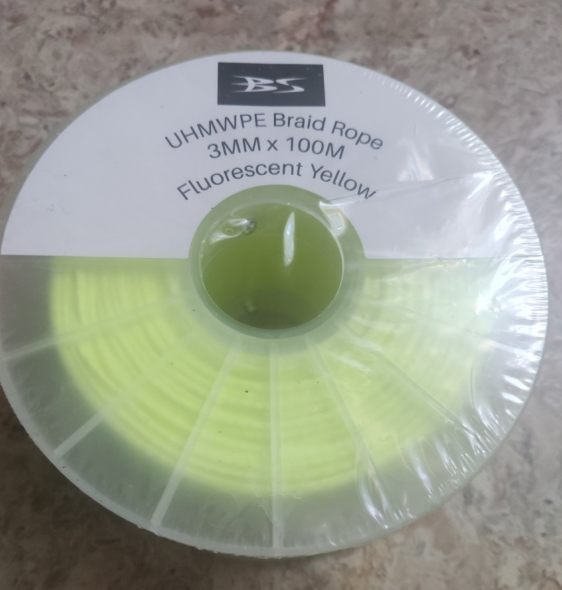 BS
UHMWPE Braid Rope
3MM x 100M
Fluorescent Yellow